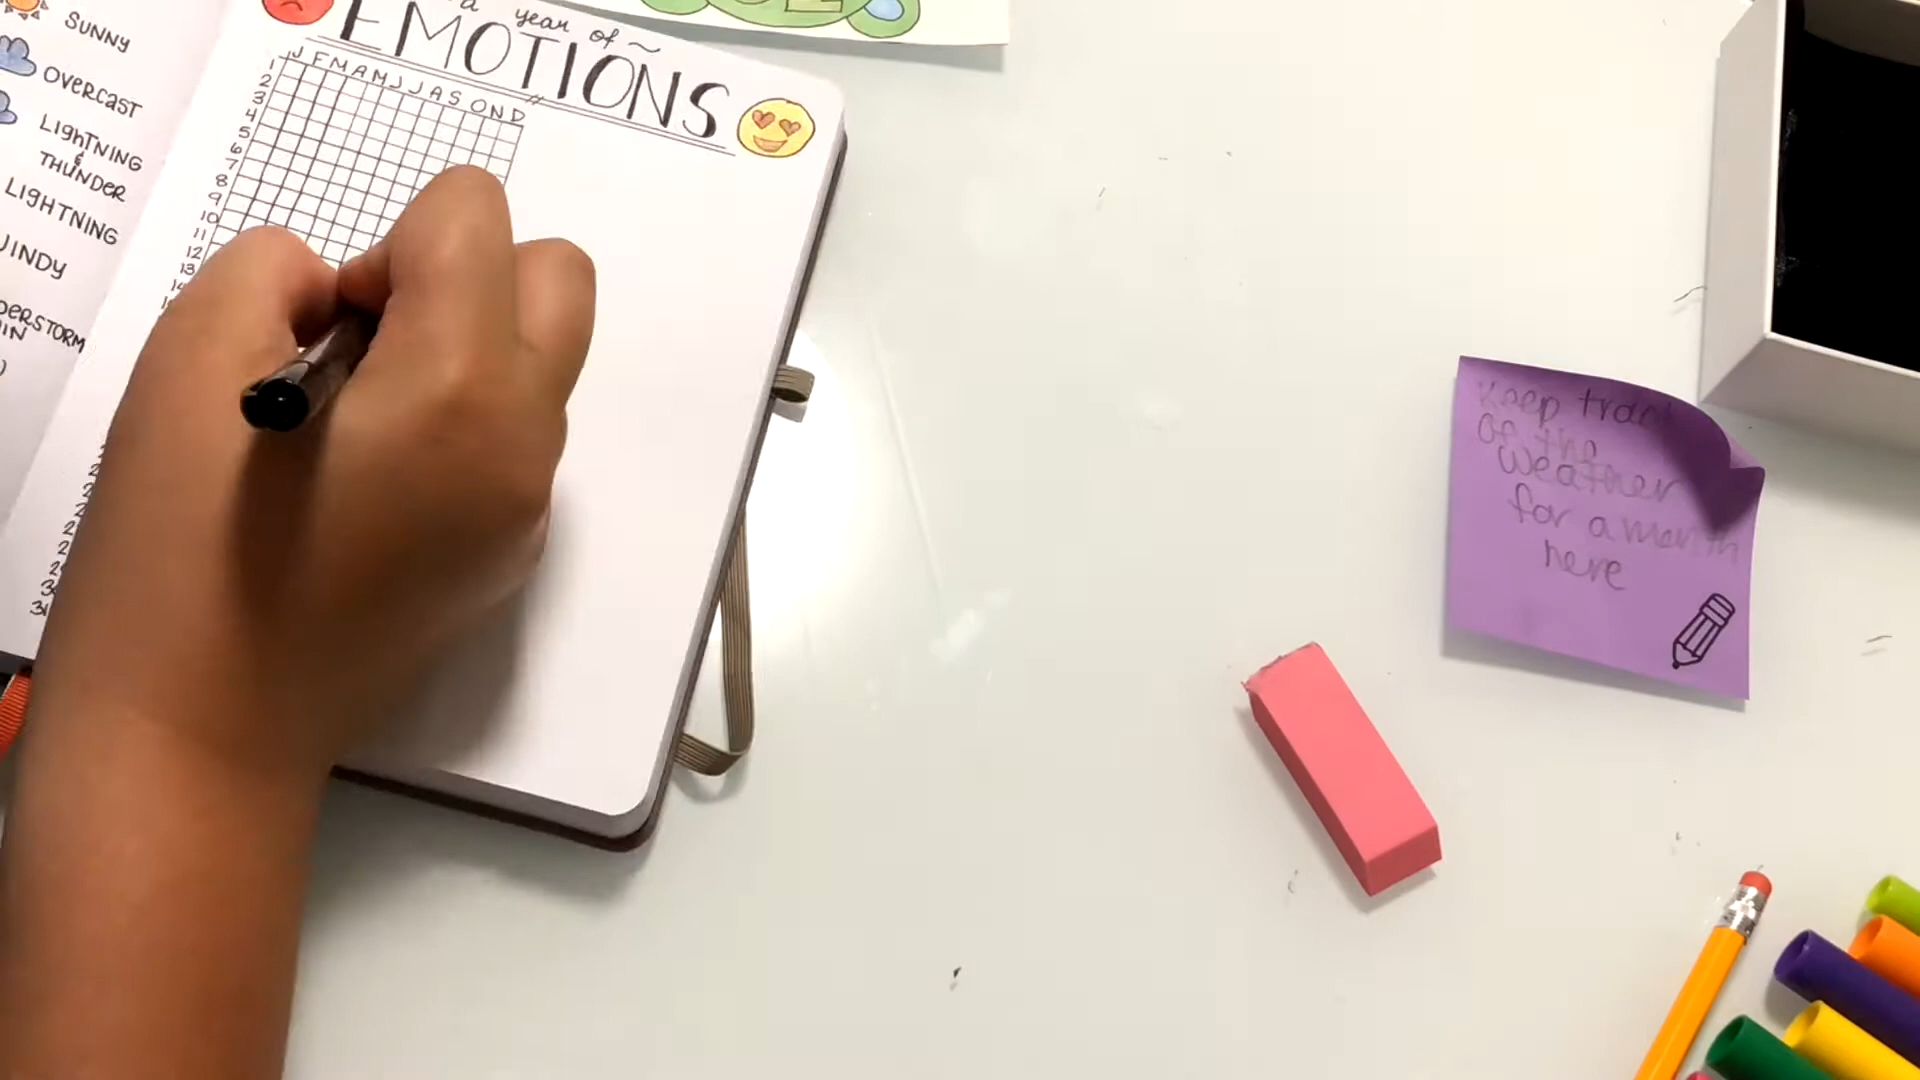 SUNNY
OVERCAST
LIGHTNING
&
THUNDER
LIGHTNING
a year of ~
EMOTIONS
J F M A M J J A S O N D
1
2
3
4
5
6
7
8
9
10
11
12
13
Keep trac
of the
weather
for a month
here